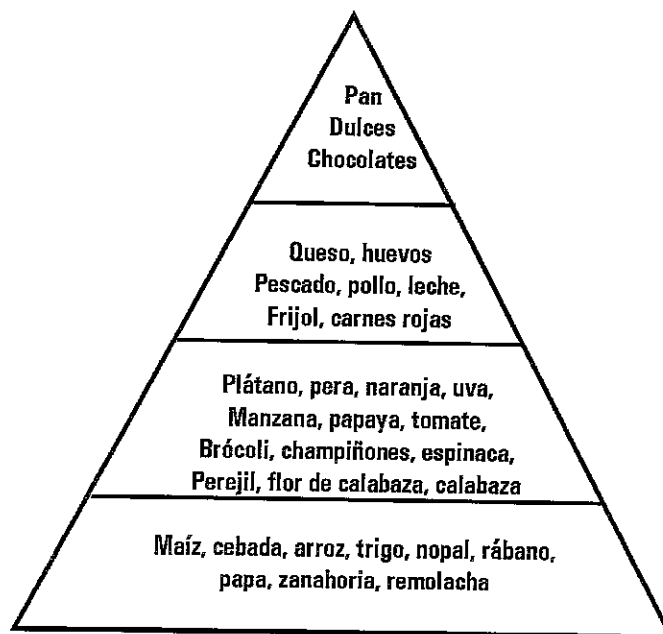 Pan
Dulces
Chocolates
Queso, huevos
Pescado, pollo, leche,
Frijol, carnes rojas
Plátano, pera, naranja, uva,
Manzana, papaya, tomate,
Brócoli, champiñones, espinaca,
Perejil, flor de calabaza, calabaza
Maíz, cebada, arroz, trigo, nopal, rábano,
papa, zanahoria, remolacha